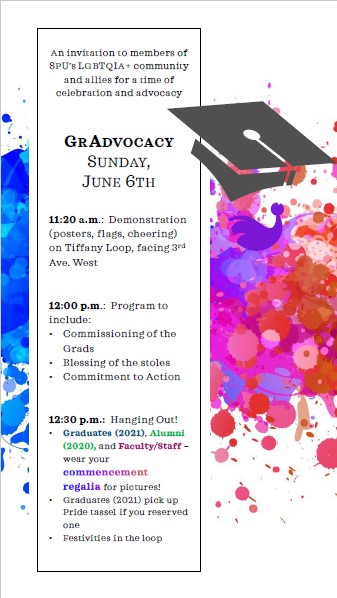 An invitation to members of
SPU's LGBTQIA+ community
and allies for a time of
celebration and advocacy
GrAdvocacy
Sunday,
June 6th
11:20 a.m.: Demonstration
(posters, flags, cheering)
on Tiffany Loop, facing 3rd
Ave. West
12:00 p.m.: Program to
include:
• Commissioning of the
Grads
• Blessing of the stoles
• Commitment to Action
12:30 p.m.: Hanging Out!
• Graduates (2021), Alumni
(2020), and Faculty/Staff –
wear your
commencement
regalia for pictures!
• Graduates (2021) pick up
Pride tassel if you reserved
one
• Festivities in the loop